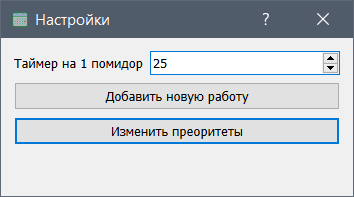 Настройки
Таймер на 1 помидор 25
Добавить новую работу
Изменить преоритеты